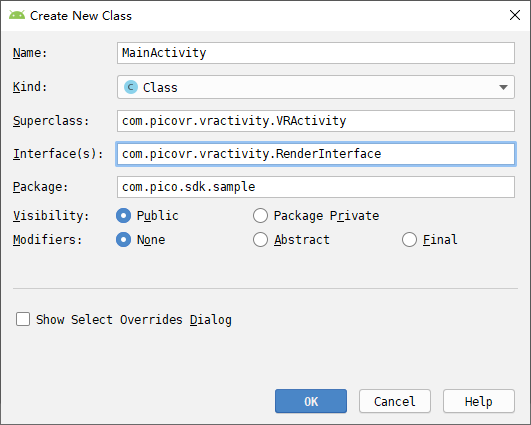 Create New Class
Name: MainActivity
Kind: C Class
Superclass: com.picovr.vractivity.VRActivity
Interface(s): com.picovr.vractivity.RenderInterface
Package: com.pico.sdk.sample
Visibility: Public Package Private
Modifiers: None Abstract Final
Show Select Overrides Dialog
OK Cancel Help